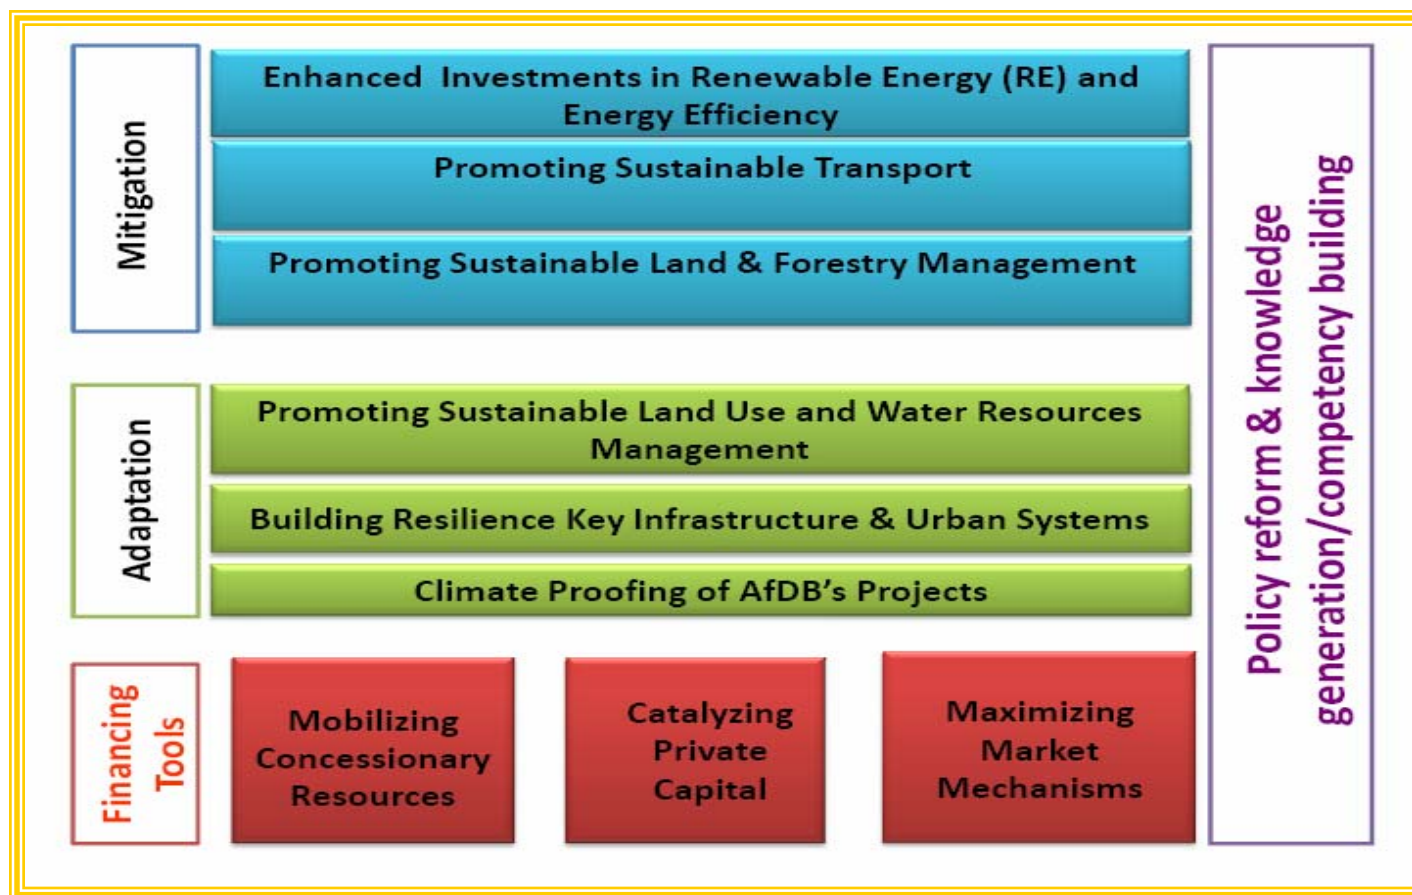 Mitigation
Enhanced Investments in Renewable Energy (RE) and
Energy Efficiency
Promoting Sustainable Transport
Promoting Sustainable Land & Forestry Management
Adaptation
Promoting Sustainable Land Use and Water Resources
Management
Building Resilience Key Infrastructure & Urban Systems
Climate Proofing of AfDB’s Projects
Financing
Tools
Mobilizing
Concessionary
Resources
Catalyzing
Private
Capital
Maximizing
Market
Mechanisms
Policy reform & knowledge
generation/competency building